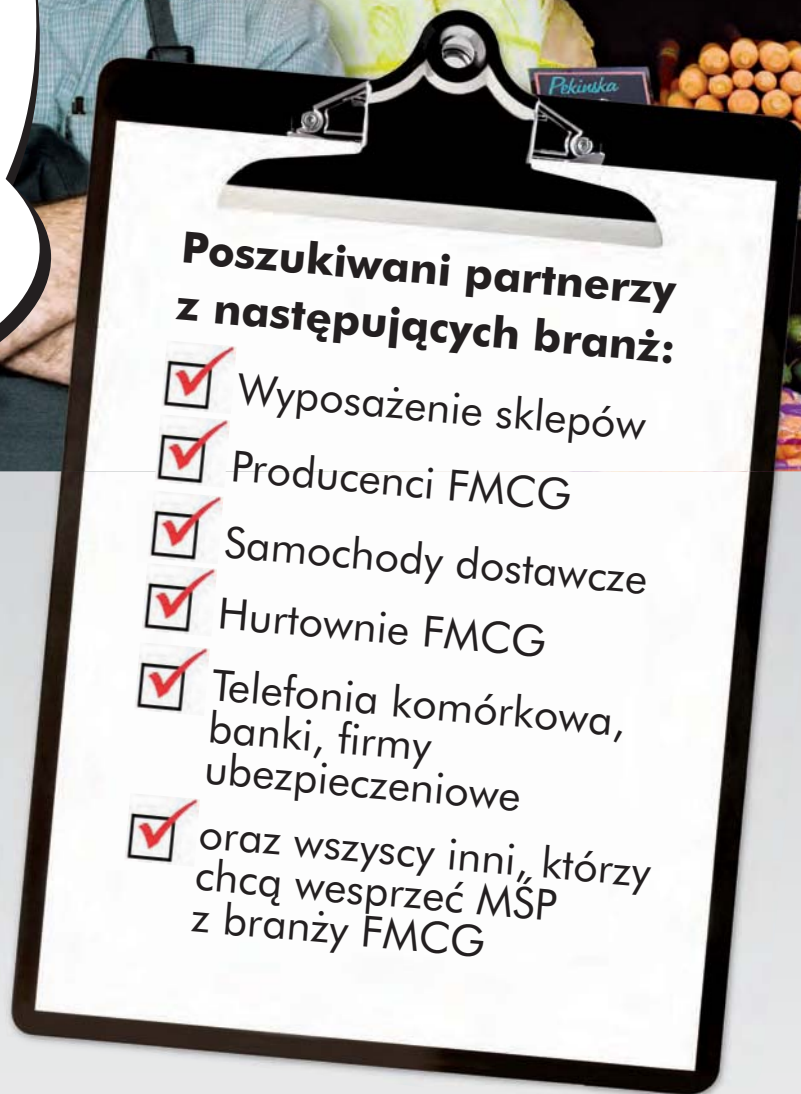 Pekińska
Poszukiwani partnerzy
z następujących branż:
Wyposażenie sklepów
Producenci FMCG
Samochody dostawcze
Hurtownie FMCG
Telefonia komórkowa,
banki, firmy
ubezpieczeniowe
oraz wszyscy inni, którzy
chcą wesprzeć MŚP
z branży FMCG